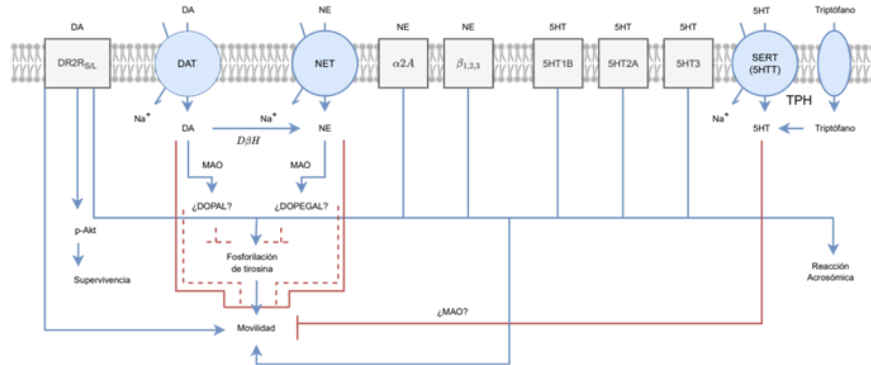 DA
DA
NE
NE
NE
5HT
5HT
5HT
5HT
Triptófano
DR2R_S/L
DAT
NET
α2A
β_1,2,3
5HT1B
5HT2A
5HT3
SERT
(5HTT)
TPH
Na+
Na+
Na+
DA
DβH
NE
5HT
Triptófano
MAO
MAO
¿DOPAL?
¿DOPEGAL?
p-Akt
Fosforilación
de tirosina
Supervivencia
Reacción
Acrosómica
¿MAO?
Movilidad